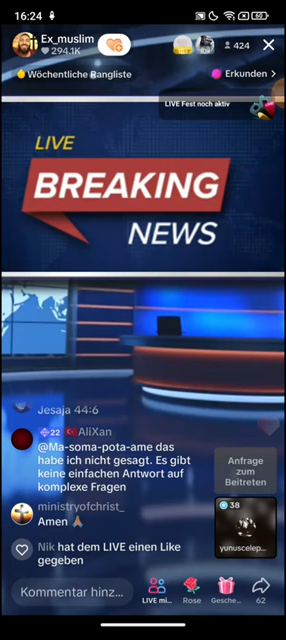 16:24
60
Ex_muslim
294.1K
424
Wöchentliche Rangliste
Erkunden >
LIVE Fest noch aktiv
LIVE
BREAKING
NEWS
Jesaja 44:6
22 AliXan
@Ma-soma-pota-ame das
habe ich nicht gesagt. Es gibt
keine einfachen Antwort auf
komplexe Fragen
ministryofchrist_
Amen 🙏
Nik hat dem LIVE einen Like
gegeben
Anfrage
zum
Beitreten
38
yunuscelep...
Kommentar hinz...
LIVE mi...
Rose
Gesche...
62